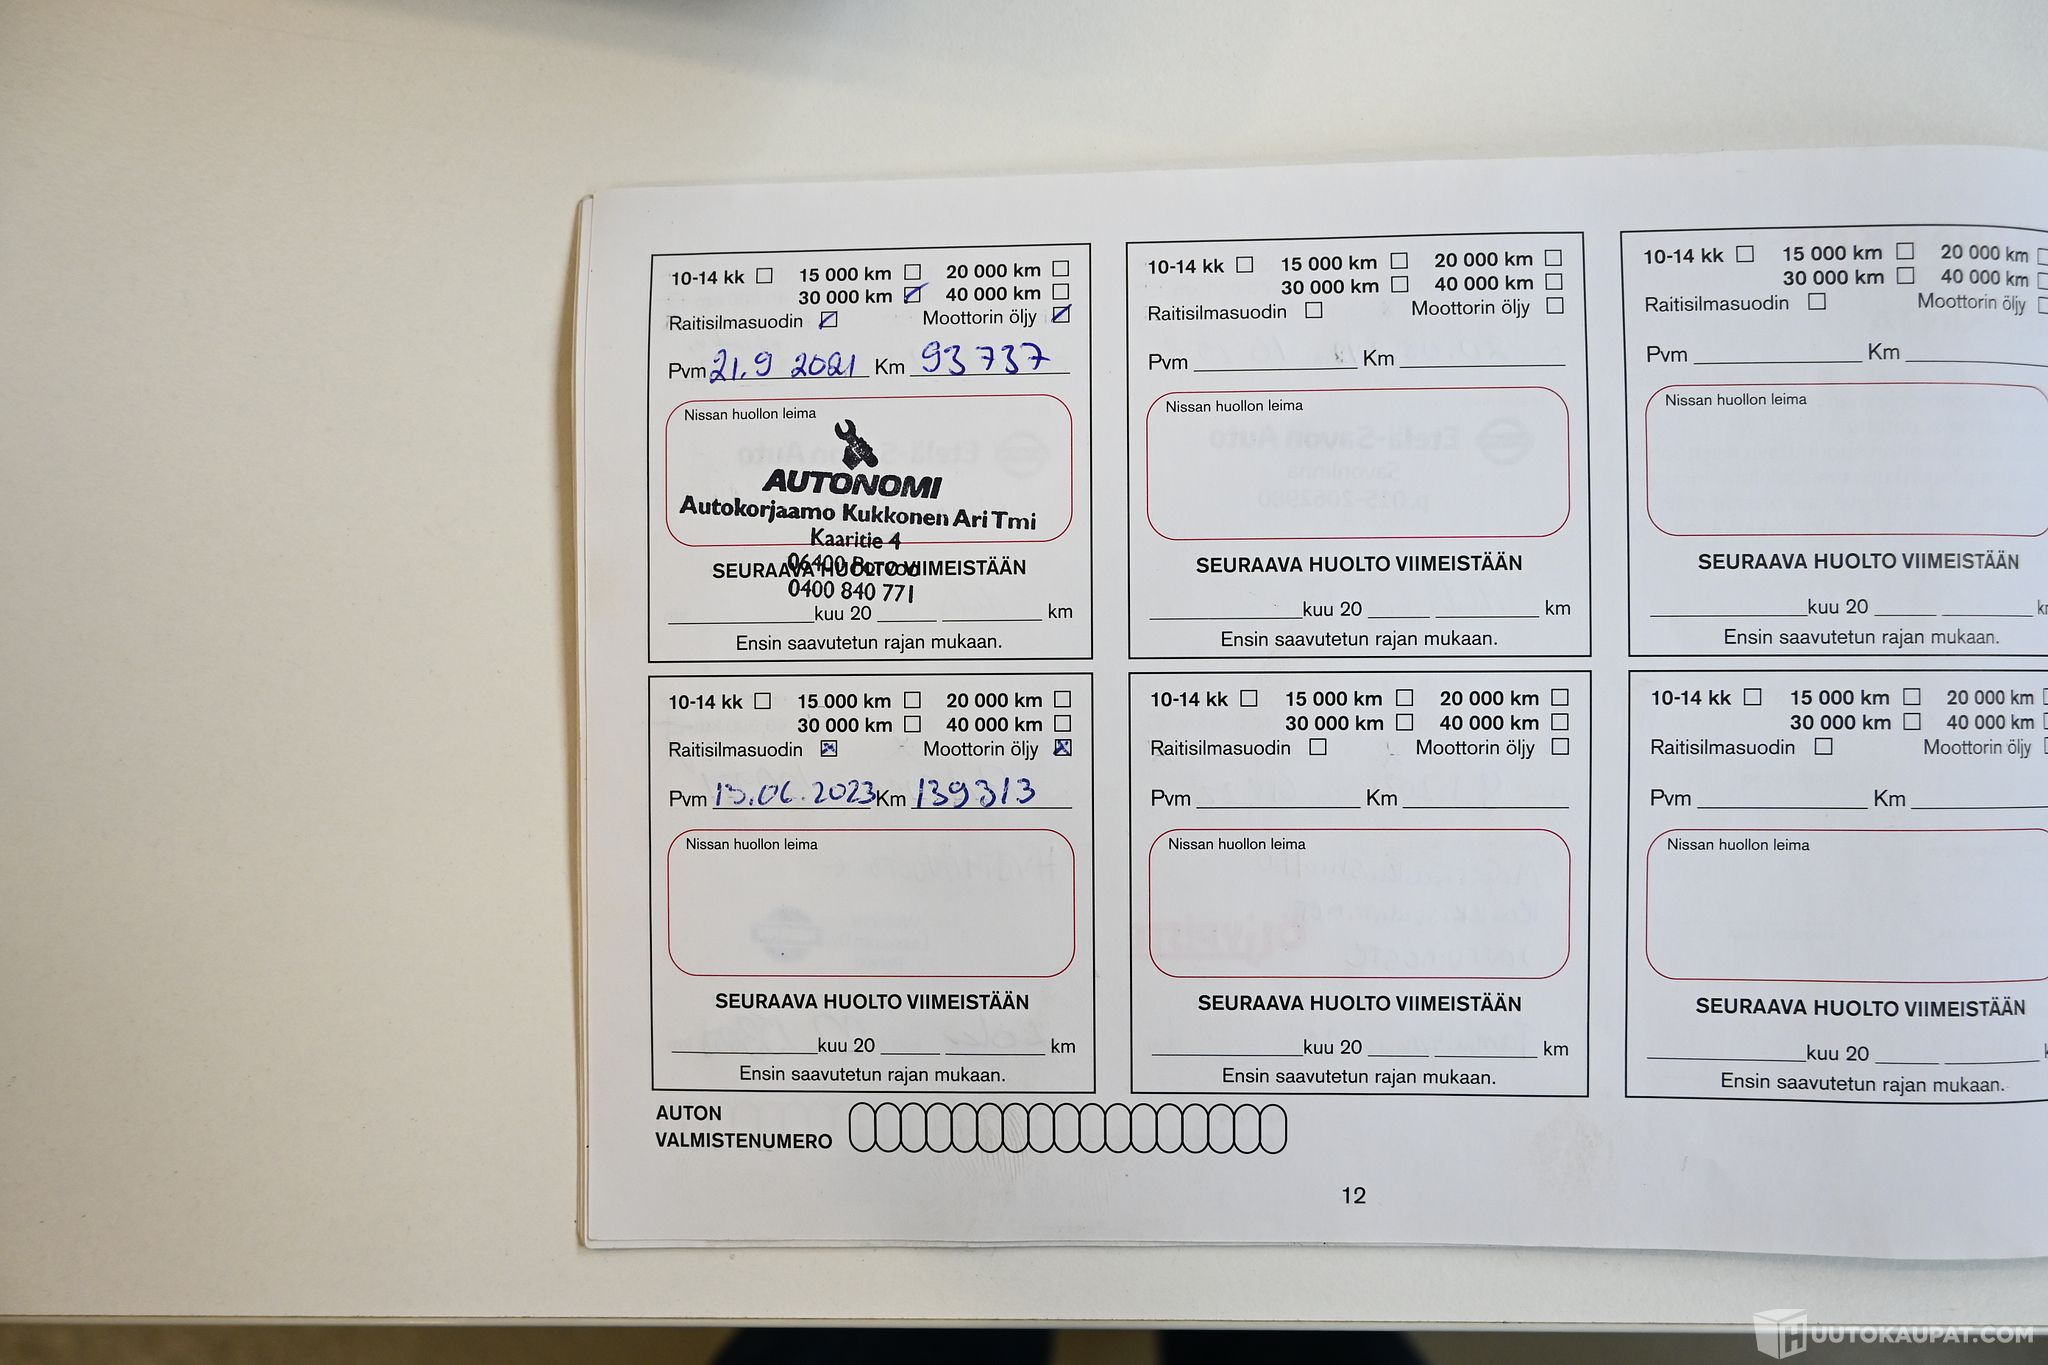 10-14 kk 15 000 km 20 000 km
30 000 km 40 000 km
Raitisilmasuodin Moottorin öljy
Pvm 21.9 2021 Km 93 737
Nissan huollon leima
AUTONOMI
Autokorjaamo Kukkonen Ari Tmi
Kaaritie 4
06400 Porvoo
SEURAAVA HUOLTO VIIMEISTÄÄN
0400 840 771
kuu 20 km
Ensin saavutetun rajan mukaan.
10-14 kk 15 000 km 20 000 km
30 000 km 40 000 km
Raitisilmasuodin Moottorin öljy
Pvm Km
Nissan huollon leima
SEURAAVA HUOLTO VIIMEISTÄÄN
kuu 20 km
Ensin saavutetun rajan mukaan.
10-14 kk 15 000 km 20 000 km
30 000 km 40 000 km
Raitisilmasuodin Moottorin öljy
Pvm Km
Nissan huollon leima
SEURAAVA HUOLTO VIIMEISTÄÄN
kuu 20
Ensin saavutetun rajan mukaan.
10-14 kk 15 000 km 20 000 km
30 000 km 40 000 km
Raitisilmasuodin Moottorin öljy
Pvm 13.06.2023 Km 139313
Nissan huollon leima
SEURAAVA HUOLTO VIIMEISTÄÄN
kuu 20 km
Ensin saavutetun rajan mukaan.
10-14 kk 15 000 km 20 000 km
30 000 km 40 000 km
Raitisilmasuodin Moottorin öljy
Pvm Km
Nissan huollon leima
SEURAAVA HUOLTO VIIMEISTÄÄN
kuu 20 km
Ensin saavutetun rajan mukaan.
10-14 kk 15 000 km 20 000 km
30 000 km 40 000 km
Raitisilmasuodin Moottorin öljy
Pvm Km
Nissan huollon leima
SEURAAVA HUOLTO VIIMEISTÄÄN
kuu 20
Ensin saavutetun rajan mukaan.
AUTON
VALMISTENUMERO
12
HUUTOKAUPAT.COM